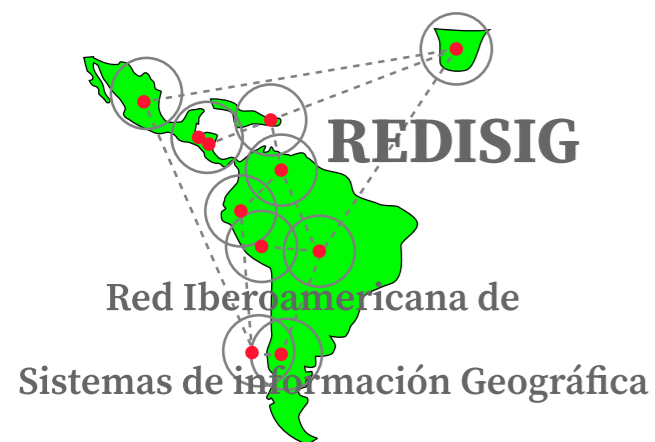 REDISIG
Red Iberoamericana de
Sistemas de información Geográfica